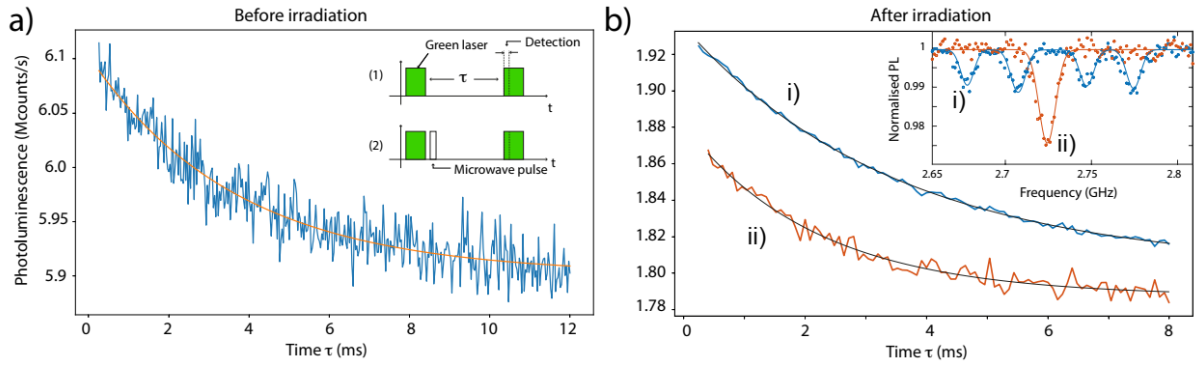 a)
Before irradiation
Photoluminescence (Mcounts/s)
6.1
6.05
6.0
5.95
5.9
0 2 4 6 8 10 12
Time τ (ms)
Green laser
Detection
(1)
τ
t
(2)
t
Microwave pulse
b)
After irradiation
1.92
1.90
1.88
1.86
1.84
1.82
1.80
1.78
0 2 4 6 8
Time τ (ms)
i)
ii)
Normalised PL
1
0.99
0.98
i)
ii)
2.65 2.7 2.75 2.8
Frequency (GHz)